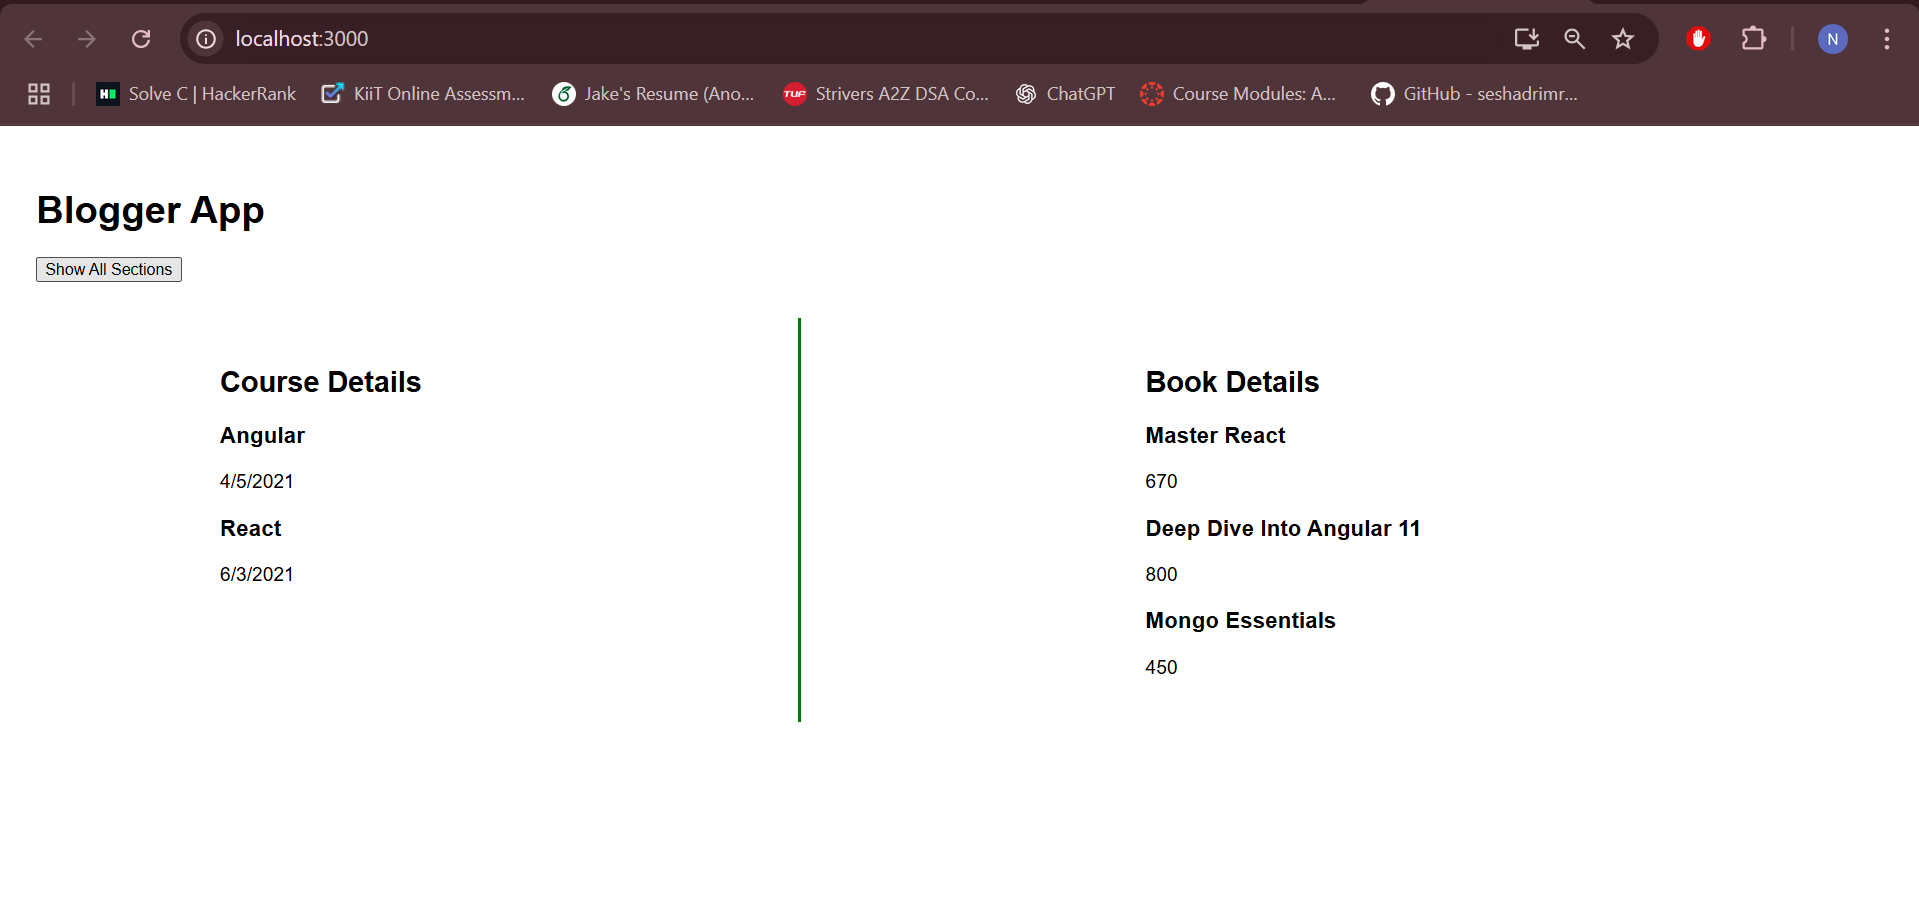 localhost:3000
N
Solve C | HackerRank
KiiT Online Assessm...
Jake's Resume (Ano...
TUF
Strivers A2Z DSA Co...
ChatGPT
Course Modules: A...
GitHub - seshadrimr...
Blogger App
Show All Sections
Course Details
Angular
4/5/2021
React
6/3/2021
Book Details
Master React
670
Deep Dive Into Angular 11
800
Mongo Essentials
450